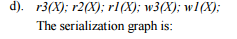 d). r3(X); r2(X); r1(X); w3(X); w1(X);
The serialization graph is: